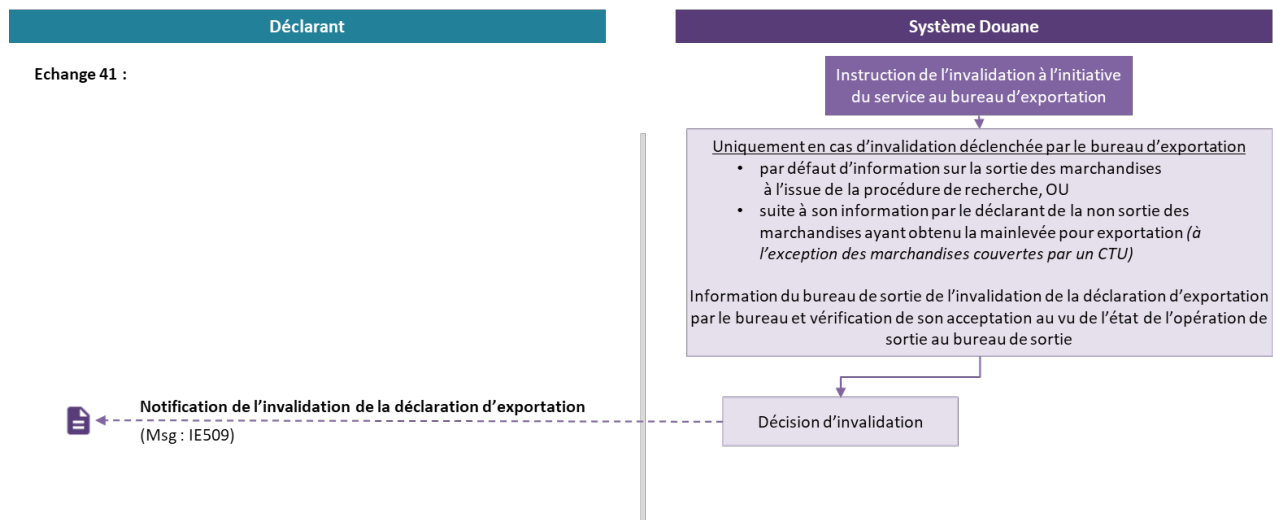 Déclarant
Système Douane
Echange 41 :
Instruction de l’invalidation à l’initiative
du service au bureau d’exportation
Uniquement en cas d’invalidation déclenchée par le bureau d’exportation
• par défaut d’information sur la sortie des marchandises
à l’issue de la procédure de recherche, OU
• suite à son information par le déclarant de la non sortie des
marchandises ayant obtenu la mainlevée pour exportation (à
l’exception des marchandises couvertes par un CTU)
Information du bureau de sortie de l’invalidation de la déclaration d’exportation
par le bureau et vérification de son acceptation au vu de l’état de l’opération de
sortie au bureau de sortie
Notification de l’invalidation de la déclaration d’exportation
(Msg : IE509)
Décision d’invalidation